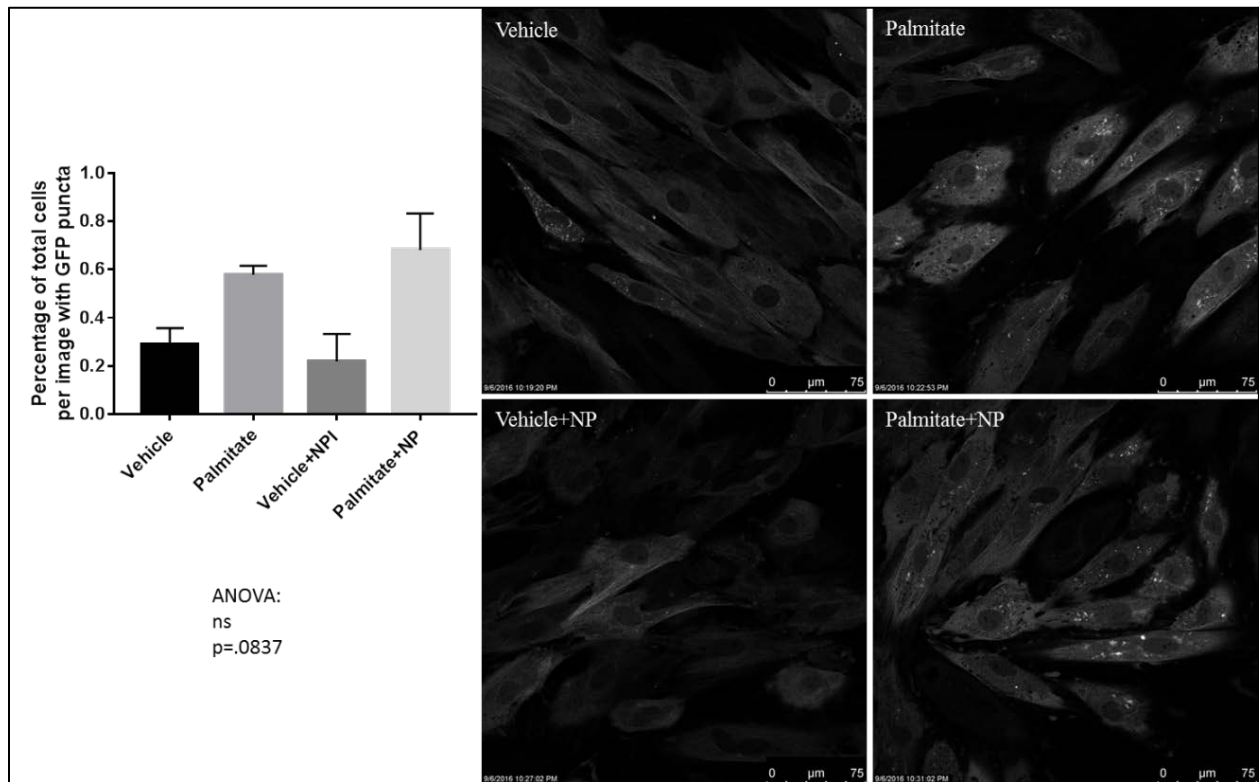 Percentage of total cells
per image with GFP puncta
1.0
0.8
0.6
0.4
0.2
0.0
Vehicle
Palmitate
Vehicle+NPI
Palmitate+NP
ANOVA:
ns
p=.0837
Vehicle
9/6/2016 10:19:20 PM
0 µm 75
Palmitate
9/6/2016 10:22:53 PM
0 µm 75
Vehicle+NP
9/6/2016 10:27:02 PM
0 µm 75
Palmitate+NP
9/6/2016 10:31:02 PM
0 µm 75